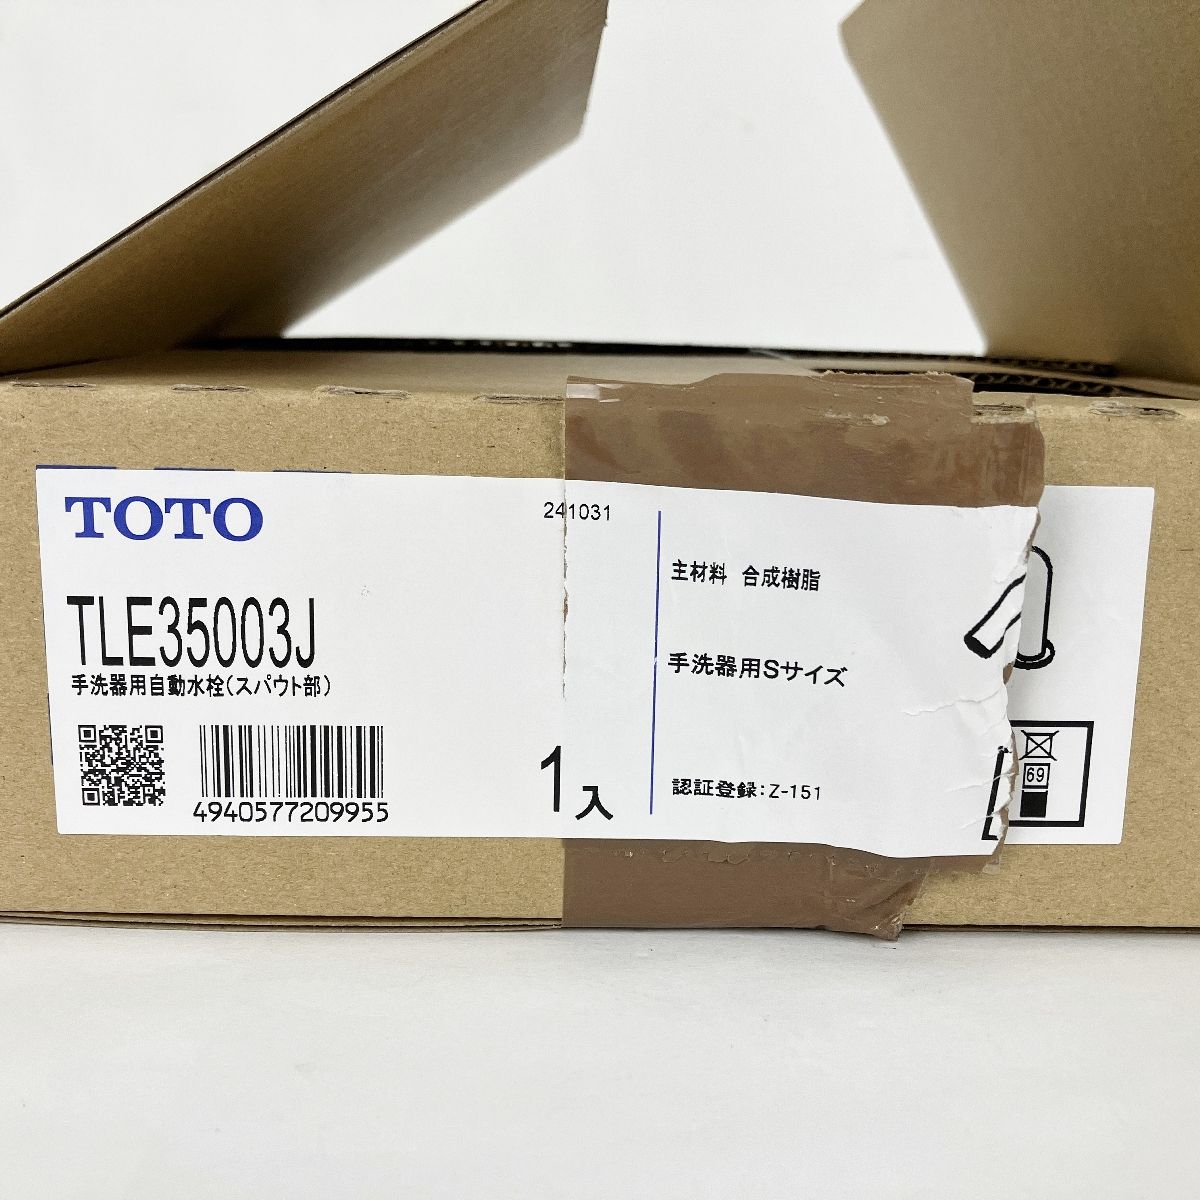 TOTO
241031
TLE35003J
手洗器用自動水栓(スパウト部)
4940577209955
1入
主材料 合成樹脂
手洗器用Sサイズ
認証登録:Z-151
69